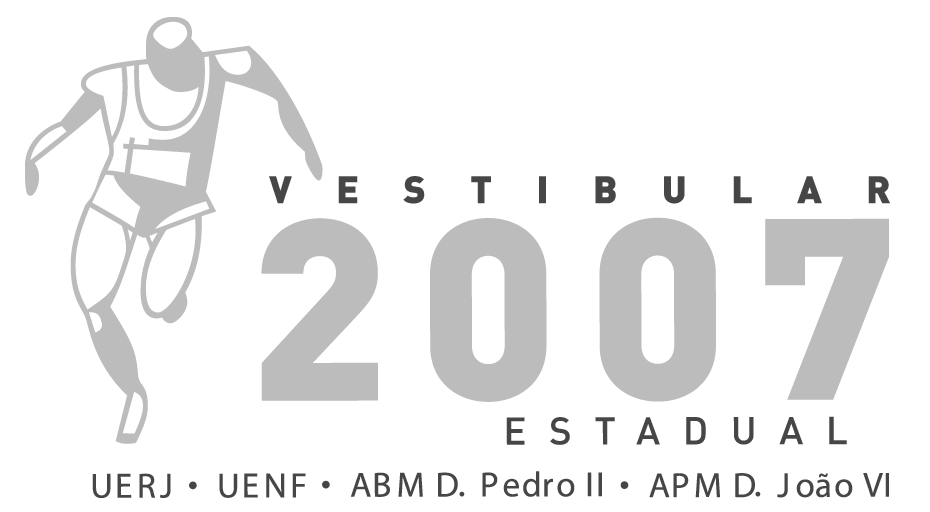 VESTIBULAR
2007
ESTADUAL
UERJ • UENF • ABM D. Pedro II • APM D. João VI